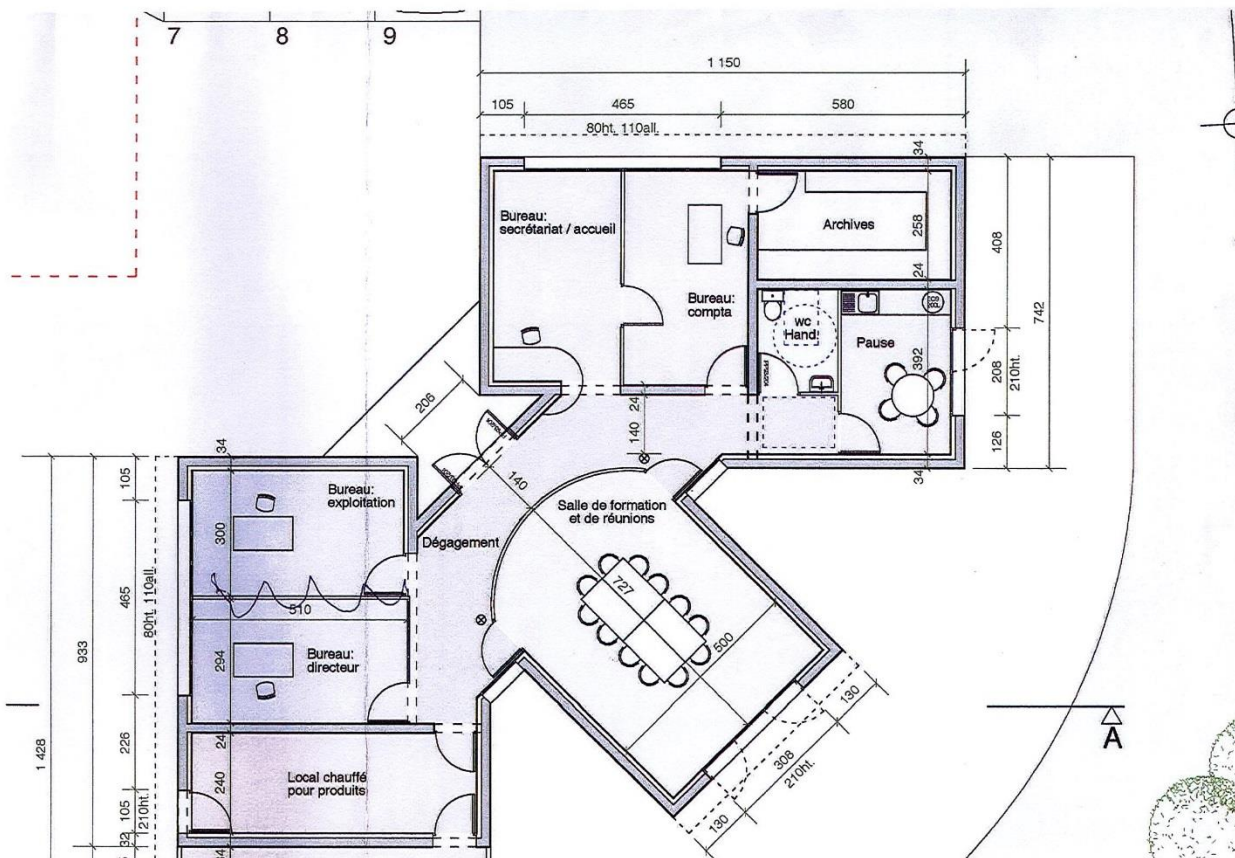 7
8
9
1 150
105
465
580
80ht. 110all.
34
Bureau:
secrétariat / accueil
Archives
258
408
24
Bureau:
compta
wc
Hand.
Pause
742
392
208
210ht.
206
24
140
126
34
34
105
Bureau:
exploitation
140
Salle de formation
et de réunions
300
Dégagement
465
80ht. 110all.
727
510
933
500
294
Bureau:
directeur
130
A
226
24
308
210ht.
1 428
240
Local chauffé
pour produits
105
210ht.
130
32
34